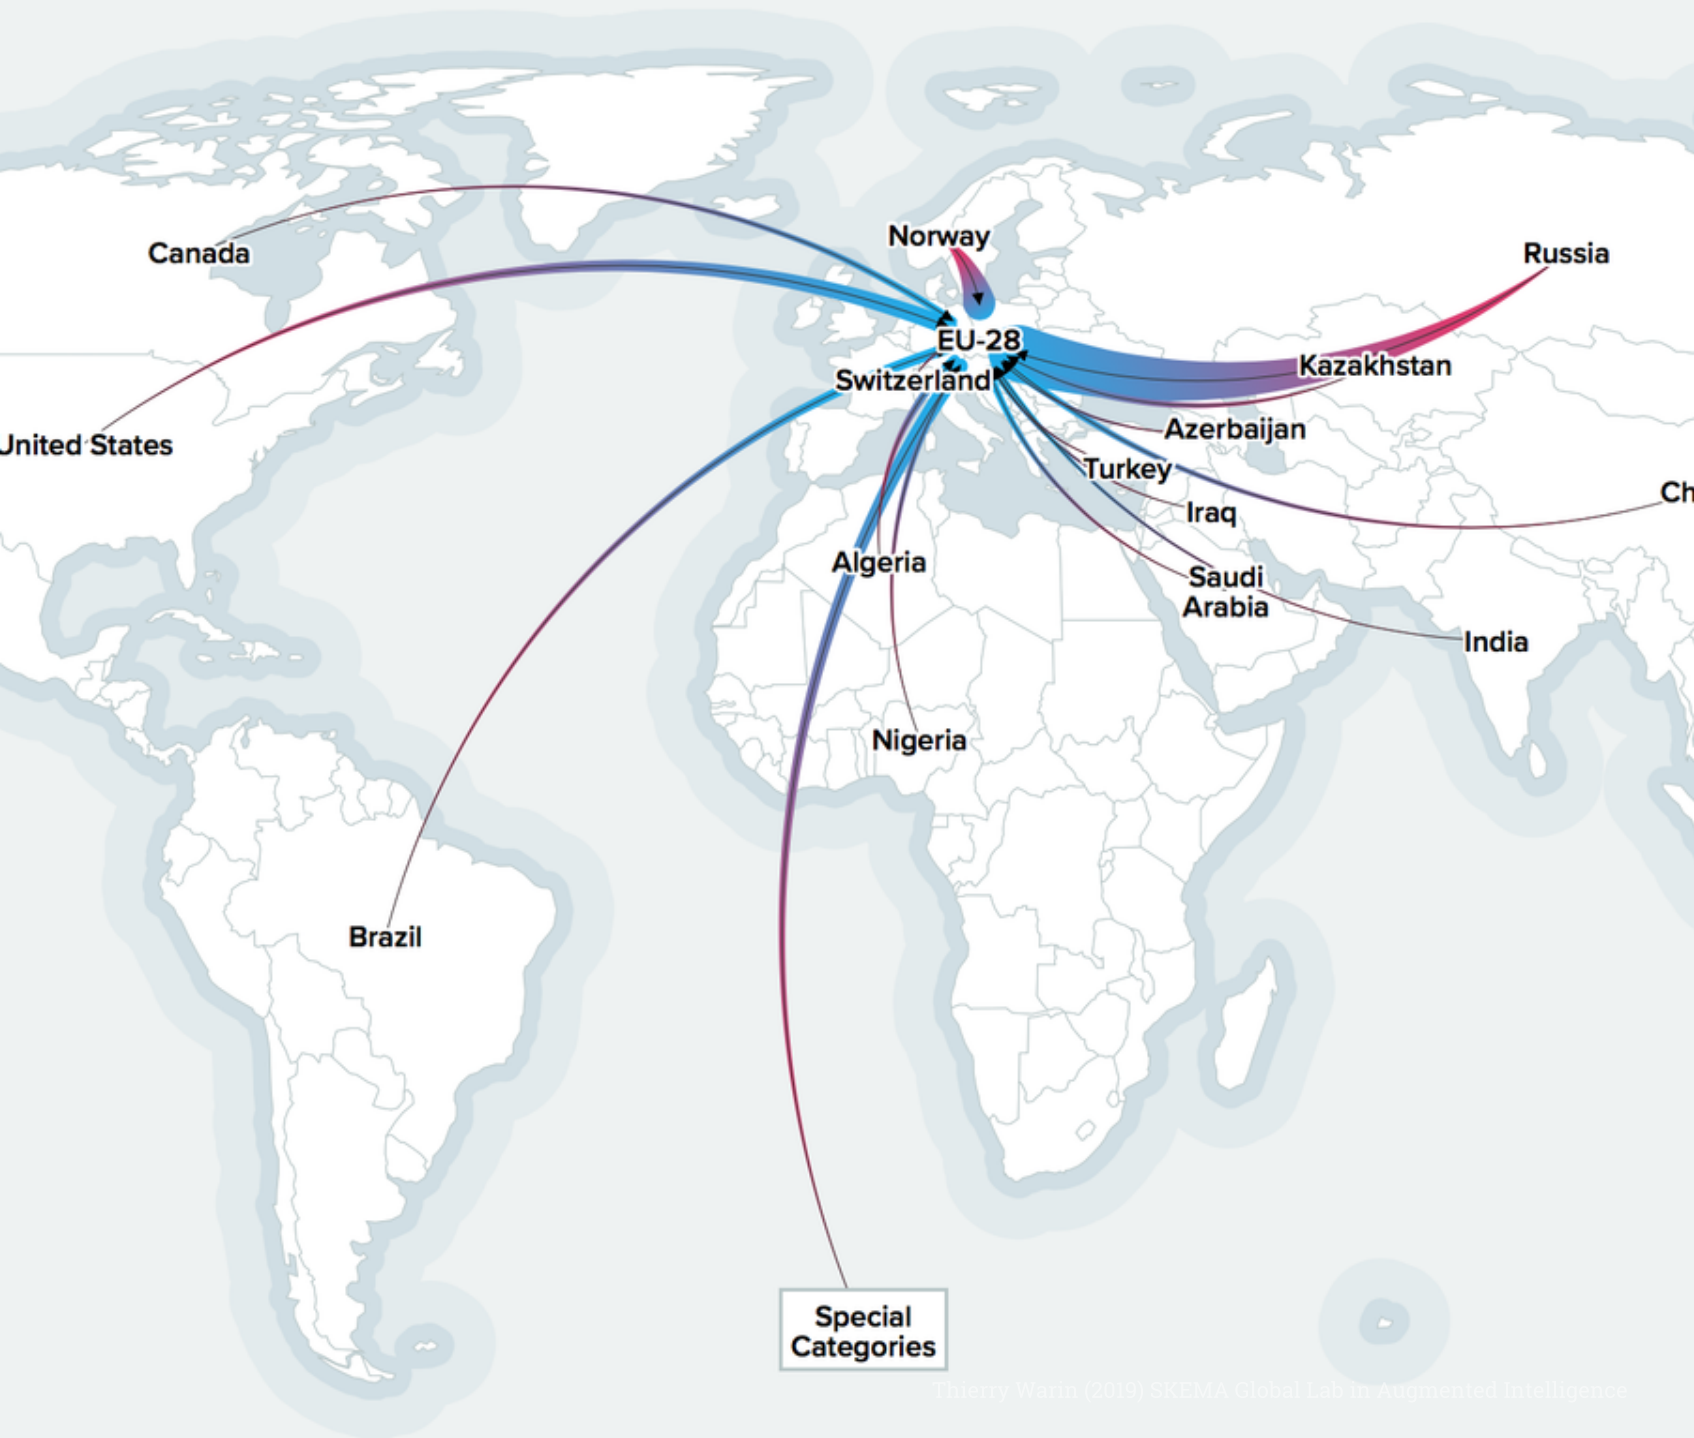 Norway
Canada
Russia
EU-28
Kazakhstan
Switzerland
Azerbaijan
United States
Turkey
Ch
Iraq
Algeria
Saudi
Arabia
India
Nigeria
Brazil
Special
Categories
Thierry Warin (2019) SKEMA Global Lab in Augmented Intelligence